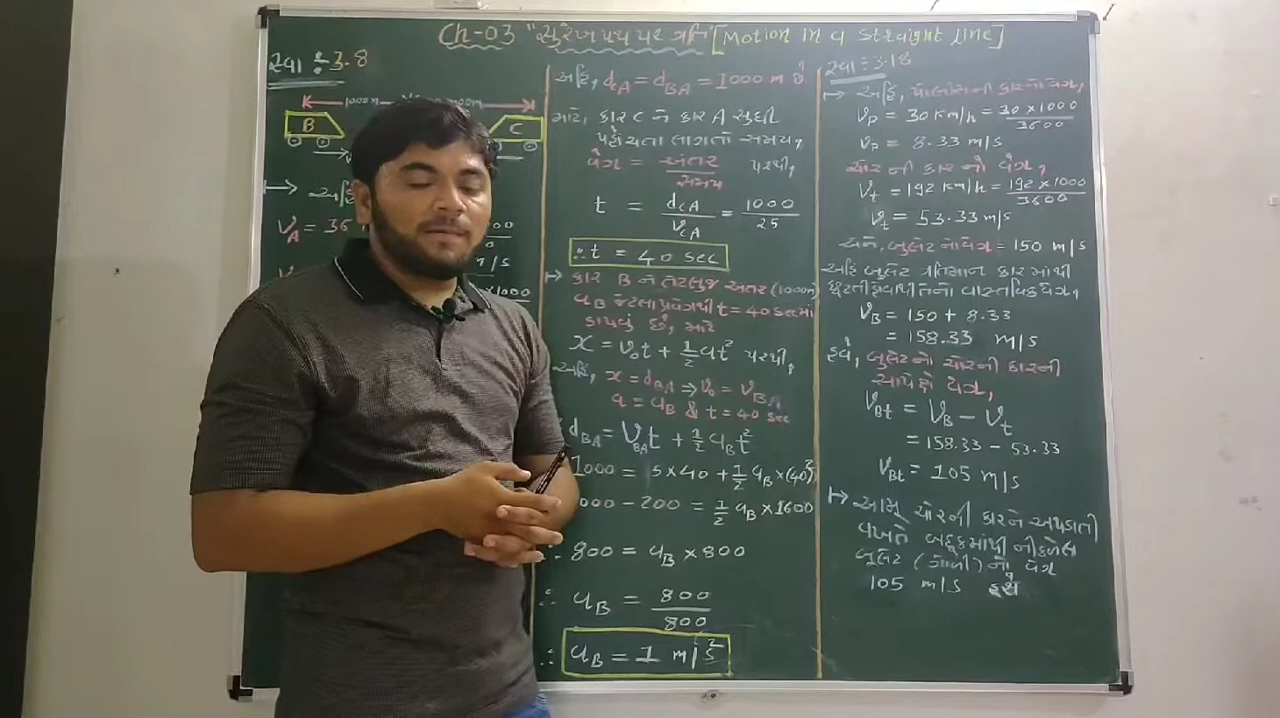 Ch-03 "સુરેખ પથ પર ગતિ" [Motion in a straight line]
સ્વા ÷ 3.8
1000m
B
C
→ અહિં
V_A = 36
m/s
અહિં, d_CA = d_BA = 1000 m છે
માટે, કાર C ને કાર A સુધી
પહોંચતા લાગતો સમય,
વેગ = અંતર/સમય પરથી,
t = d_CA/V_CA = 1000/25
∴ t = 40 sec
→ કાર B ને તેટલુજ અંતર (1000m)
a_B જેટલા પ્રવેગથી t = 40 sec માં
કાપવું છે, માટે
x = V₀t + 1/2 at² પરથી,
અહિં, x = d_BA ⇒ V₀ = V_BA
a = a_B & t = 40 sec
d_BA = V_BA t + 1/2 a_B t²
1000 = 5 x 40 + 1/2 a_B x (40)²
000 - 200 = 1/2 a_B x 1600
∴ 800 = a_B x 800
∴ a_B = 800/800
∴ a_B = 1 m/s²
સ્વા ÷ 3.18
→ અહિં, પોલીસની કારનો વેગ,
V_P = 30 Km/h = 30 x 1000/3600
V_P = 8.33 m/s
ચોર ની કાર નો વેગ,
V_t = 192 Km/h = 192 x 1000/3600
V_t = 53.33 m/s
અને, બુલેટ નો વેગ = 150 m/s
અહિં બુલેટ ગતિમાન કારમાંથી
છુટતી હોવાથી તેનો વાસ્તવિક વેગ,
V_B = 150 + 8.33
= 158.33 m/s
હવે, બુલેટનો ચોરની કારની
સાપેક્ષે વેગ,
V_Bt = V_B - V_t
= 158.33 - 53.33
V_Bt = 105 m/s
→ આમ ચોરની કારને અથડાતી
વખતે બંદૂકમાંથી નીકળેલ
બુલેટ (ગોળી) નો વેગ
105 m/s હશે